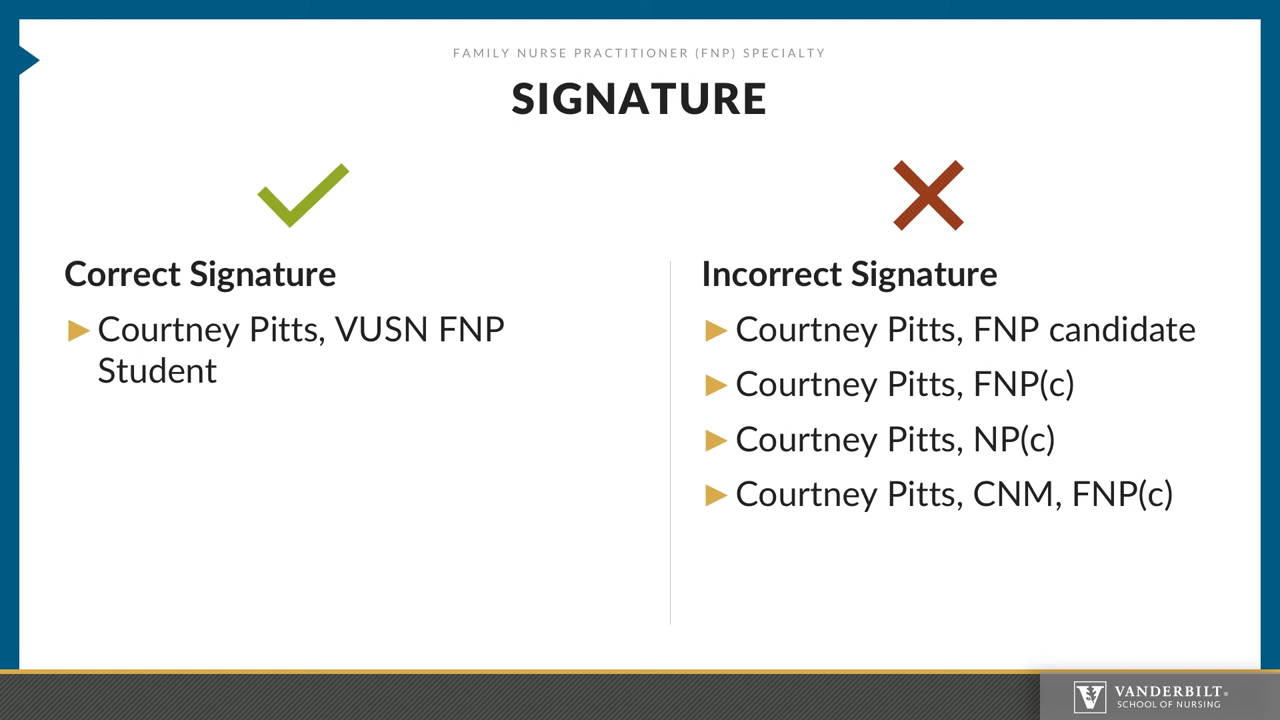 FAMILY NURSE PRACTITIONER (FNP) SPECIALTY
SIGNATURE
Correct Signature
Courtney Pitts, VUSN FNP
Student
Incorrect Signature
Courtney Pitts, FNP candidate
Courtney Pitts, FNP(c)
Courtney Pitts, NP(c)
Courtney Pitts, CNM, FNP(c)
VANDERBILT®
SCHOOL OF NURSING